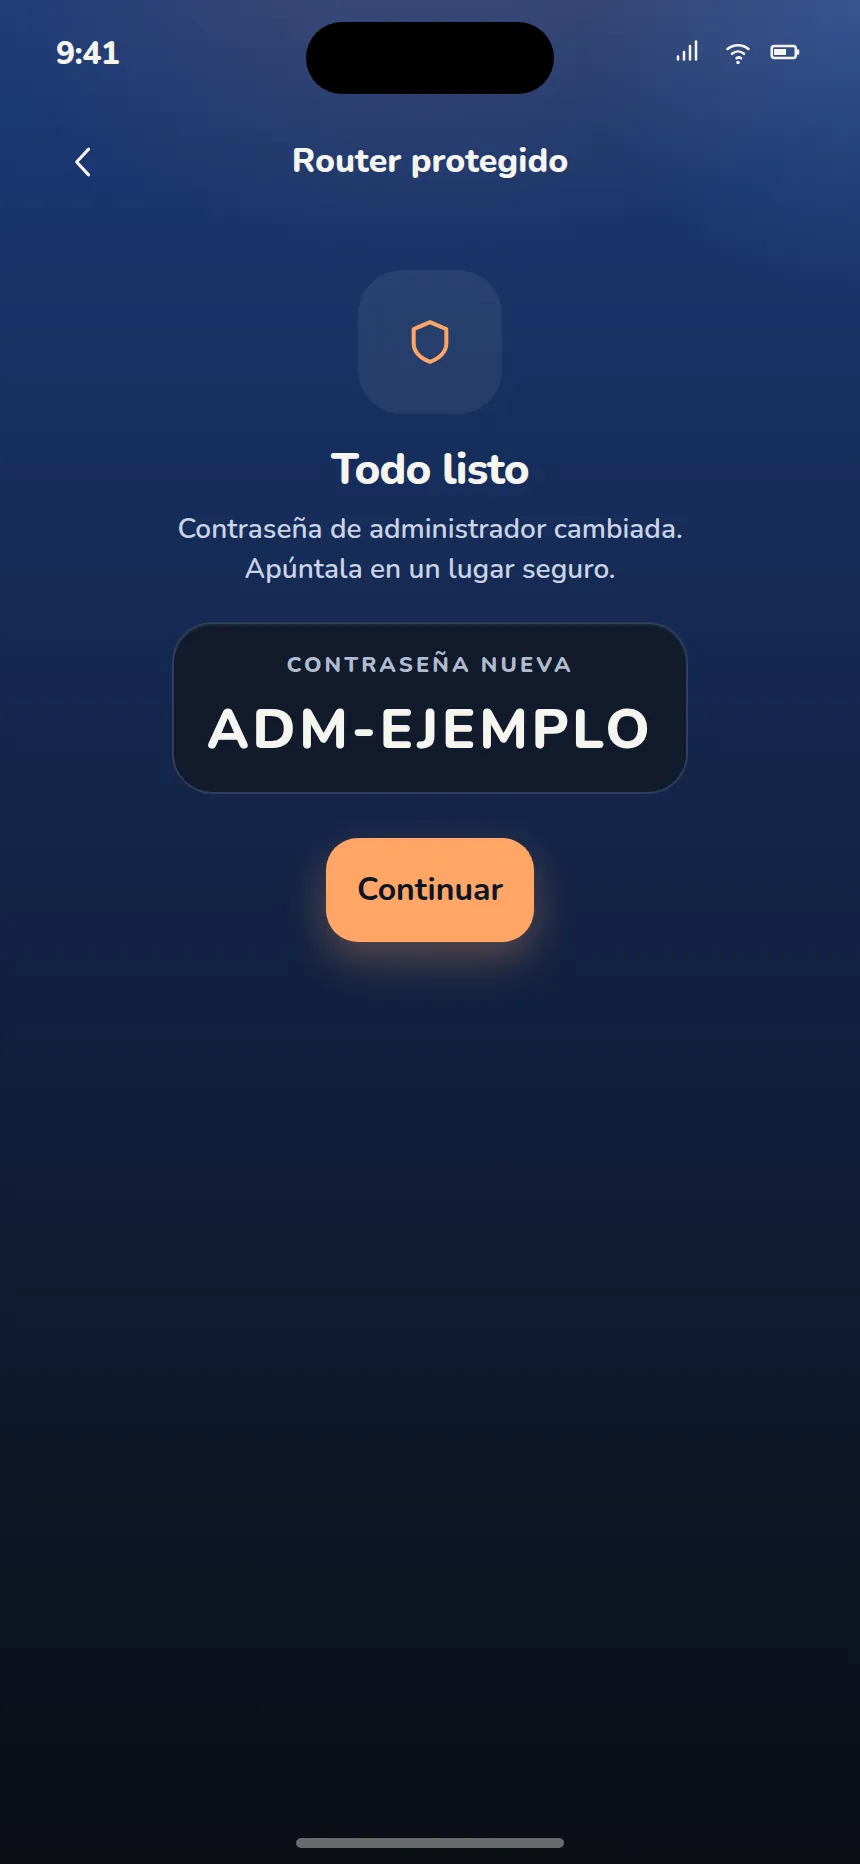 9:41
Router protegido
Todo listo
Contraseña de administrador cambiada.
Apúntala en un lugar seguro.
CONTRASEÑA NUEVA
ADM-EJEMPLO
Continuar